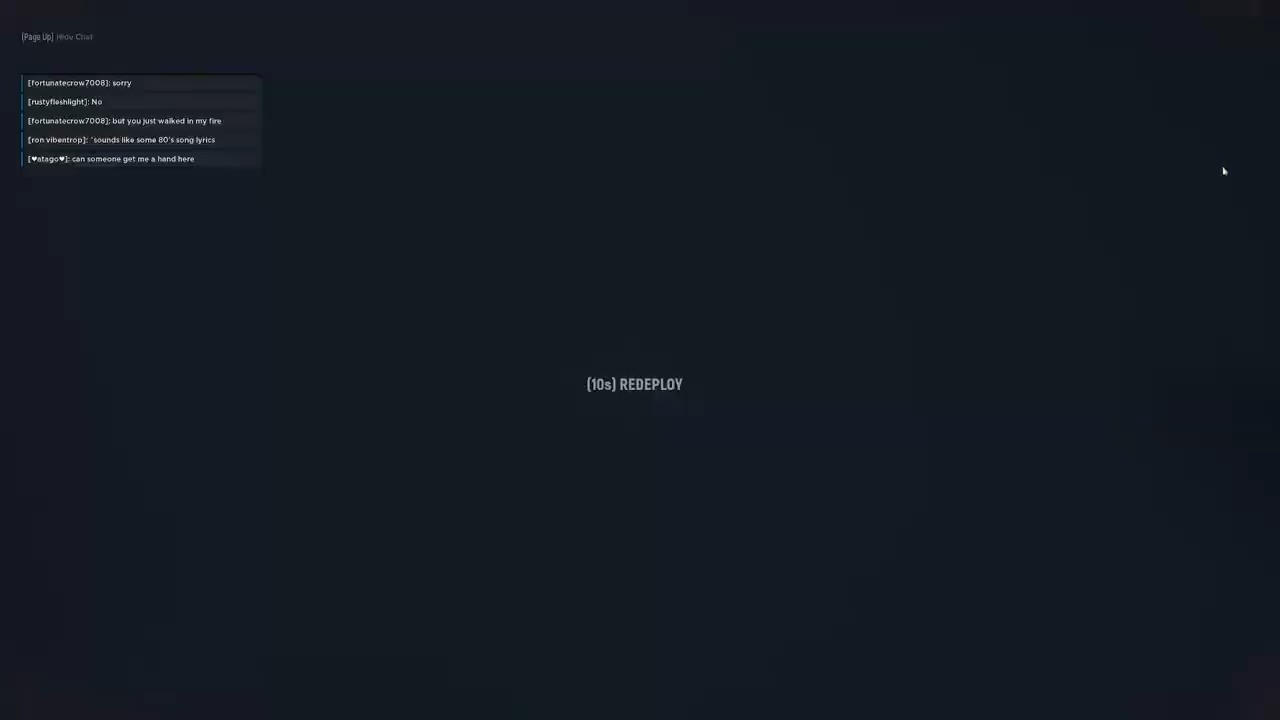 [Page Up] Hide Chat
[fortunatecrow7008]: sorry
[rustyfleshlight]: No
[fortunatecrow7008]: but you just walked in my fire
[ron vibentrop]: 'sounds like some 80's song lyrics
[♥atago♥]: can someone get me a hand here
(10s) REDEPLOY